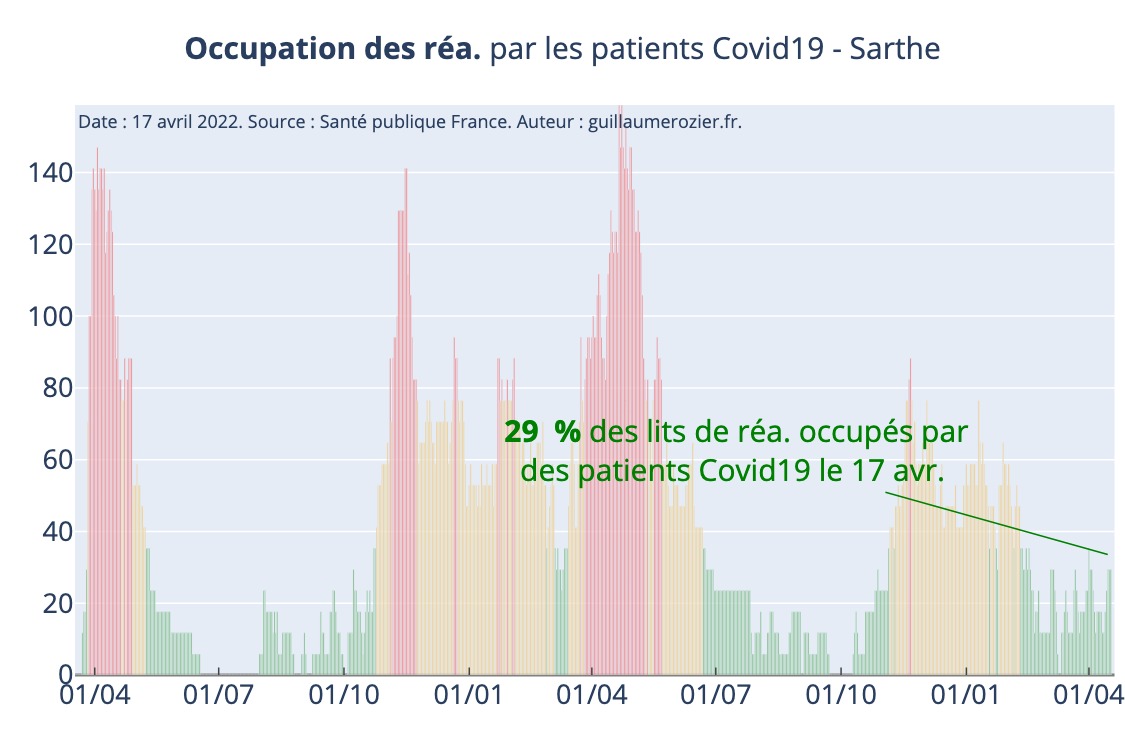 Occupation des réa. par les patients Covid19 - Sarthe
Date : 17 avril 2022. Source : Santé publique France. Auteur : guillaumerozier.fr.
140
120
100
80
60
40
20
0
29 % des lits de réa. occupés par
des patients Covid19 le 17 avr.
01/04 01/07 01/10 01/01 01/04 01/07 01/10 01/01 01/04